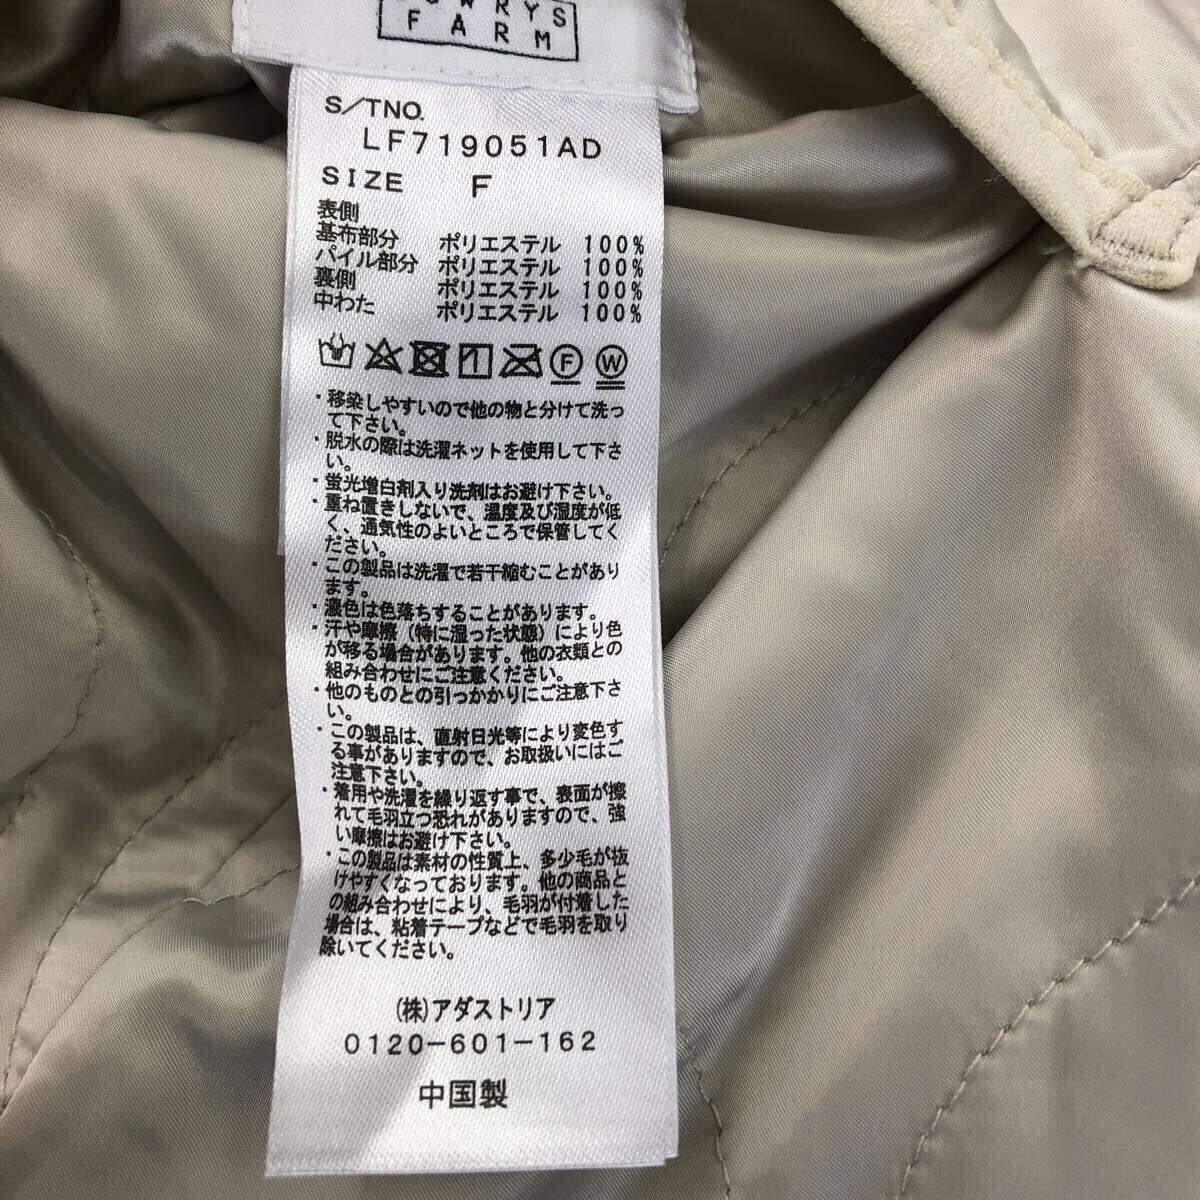 FARM
S/TNO.
LF719051AD
SIZE F
表側
基布部分 ポリエステル 100%
パイル部分 ポリエステル 100%
裏側 ポリエステル 100%
中わた ポリエステル 100%
F W
・移染しやすいので他の物と分けて洗っ
て下さい。
・脱水の際は洗濯ネットを使用して下さ
い。
・蛍光増白剤入り洗剤はお避け下さい。
・重ね置きしないで、温度及び湿度が低
く、通気性のよいところで保管してく
ださい。
・この製品は洗濯で若干縮むことがあり
ます。
・濃色は色落ちすることがあります。
・汗や摩擦（特に湿った状態）により色
が移る場合があります。他の衣類との
組み合わせにご注意ください。
・他のものとの引っかかりにご注意下さ
い。
・この製品は、直射日光等により変色す
る事がありますので、お取扱いにはご
注意下さい。
・着用や洗濯を繰り返す事で、表面が擦
れて毛羽立つ恐れがありますので、強
い摩擦はお避け下さい。
・この製品は素材の性質上、多少毛が抜
けやすくなっております。他の商品と
の組み合わせにより、毛羽が付着した
場合は、粘着テープなどで毛羽を取り
除いてください。
(株)アダストリア
0120-601-162
中国製